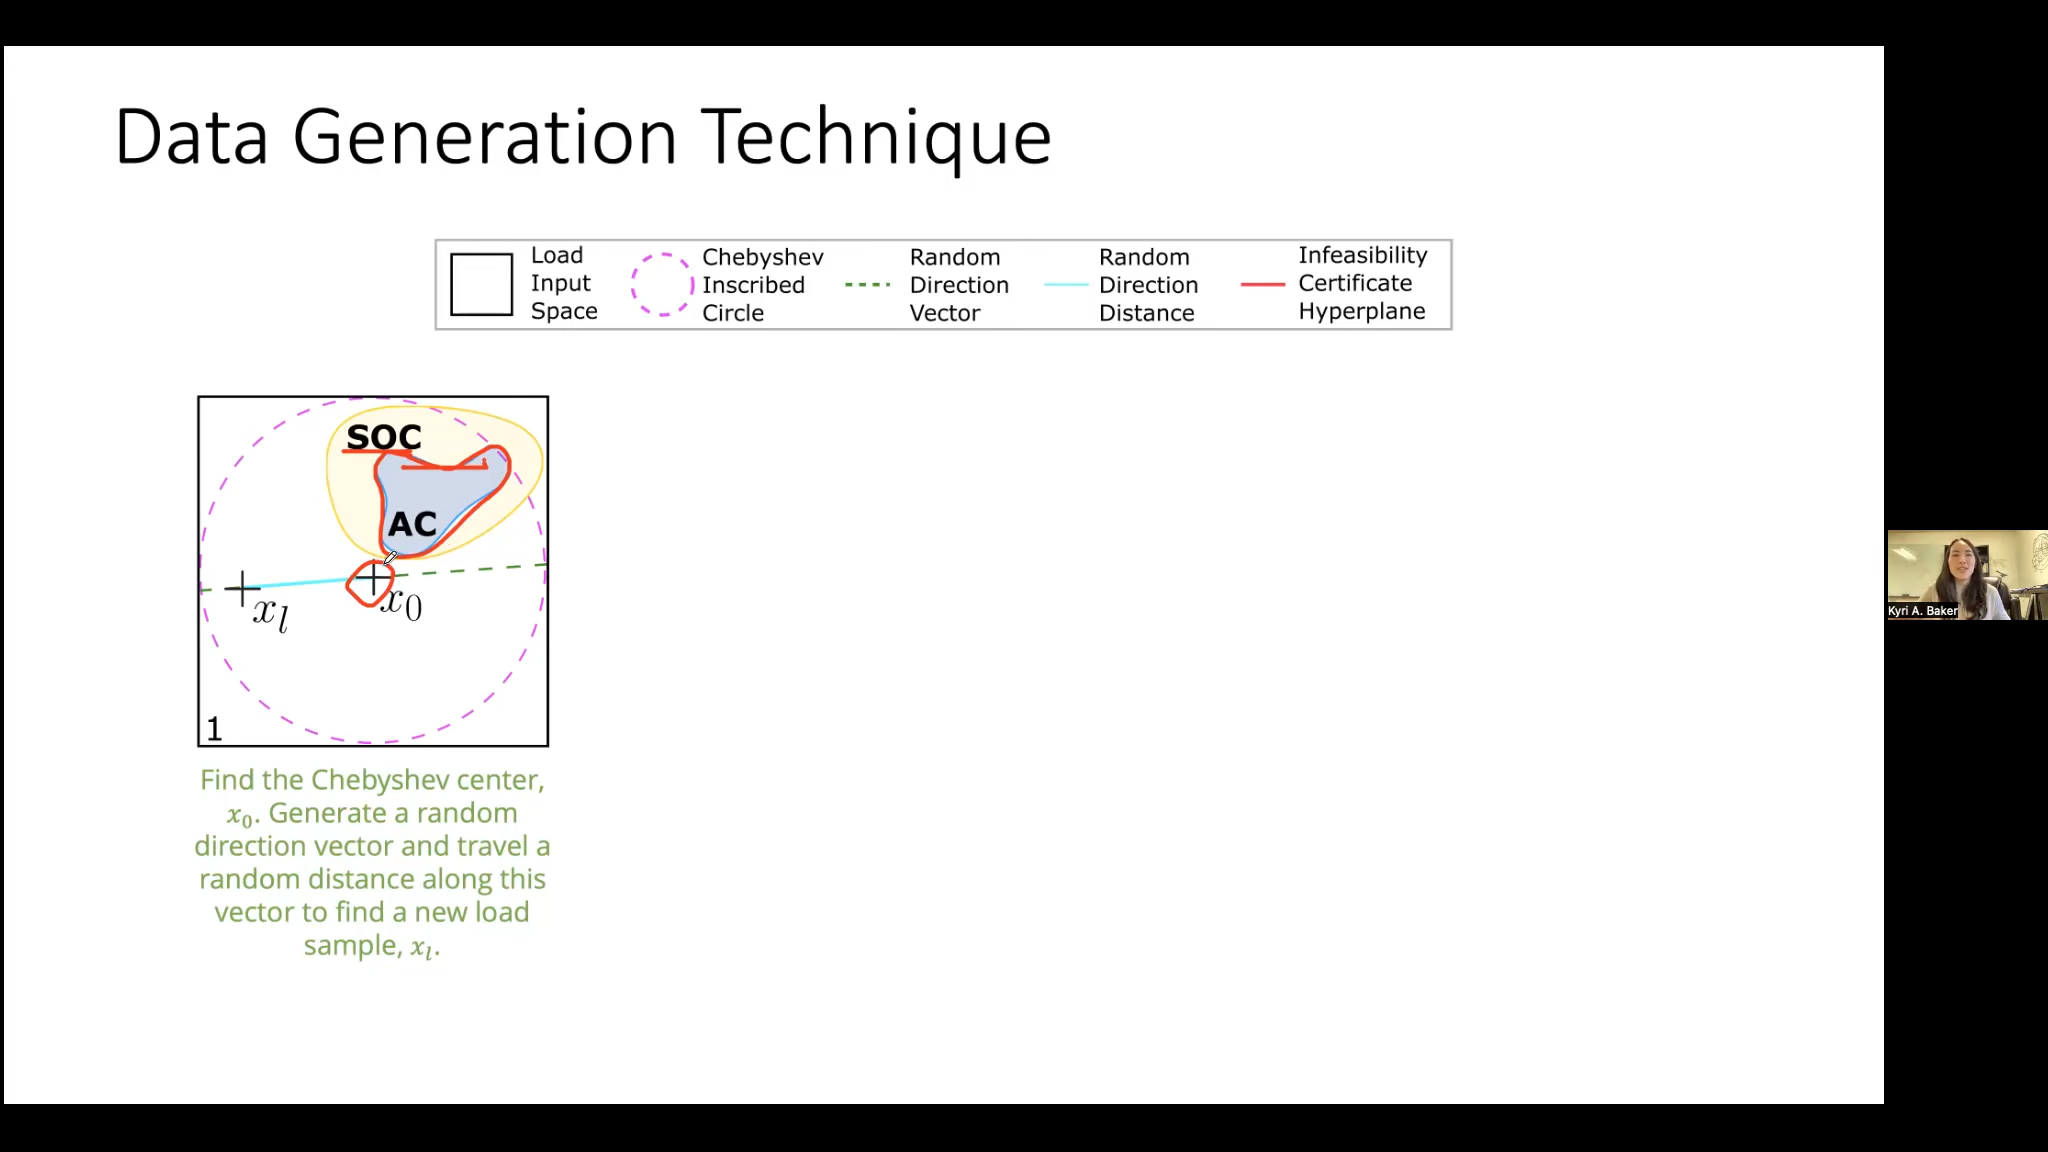 Data Generation Technique
Load
Input
Space
Chebyshev
Inscribed
Circle
Random
Direction
Vector
Random
Direction
Distance
Infeasibility
Certificate
Hyperplane
SOC
AC
x_l
x_0
1
Find the Chebyshev center,
x_0. Generate a random
direction vector and travel a
random distance along this
vector to find a new load
sample, x_l.
Kyri A. Baker